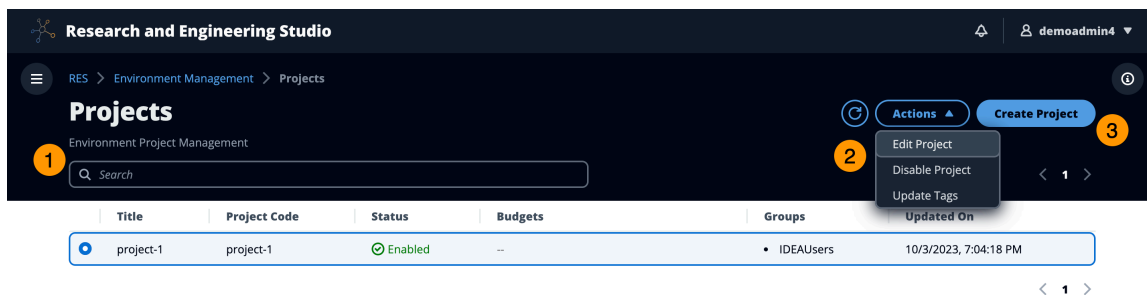 Research and Engineering Studio
demoadmin4
RES > Environment Management > Projects
Projects
Actions
Create Project
3
Environment Project Management
Edit Project
2
1
Search
Disable Project
< 1 >
Update Tags
Title Project Code Status Budgets Groups Updated On
project-1 project-1 Enabled -- • IDEAUsers 10/3/2023, 7:04:18 PM
< 1 >